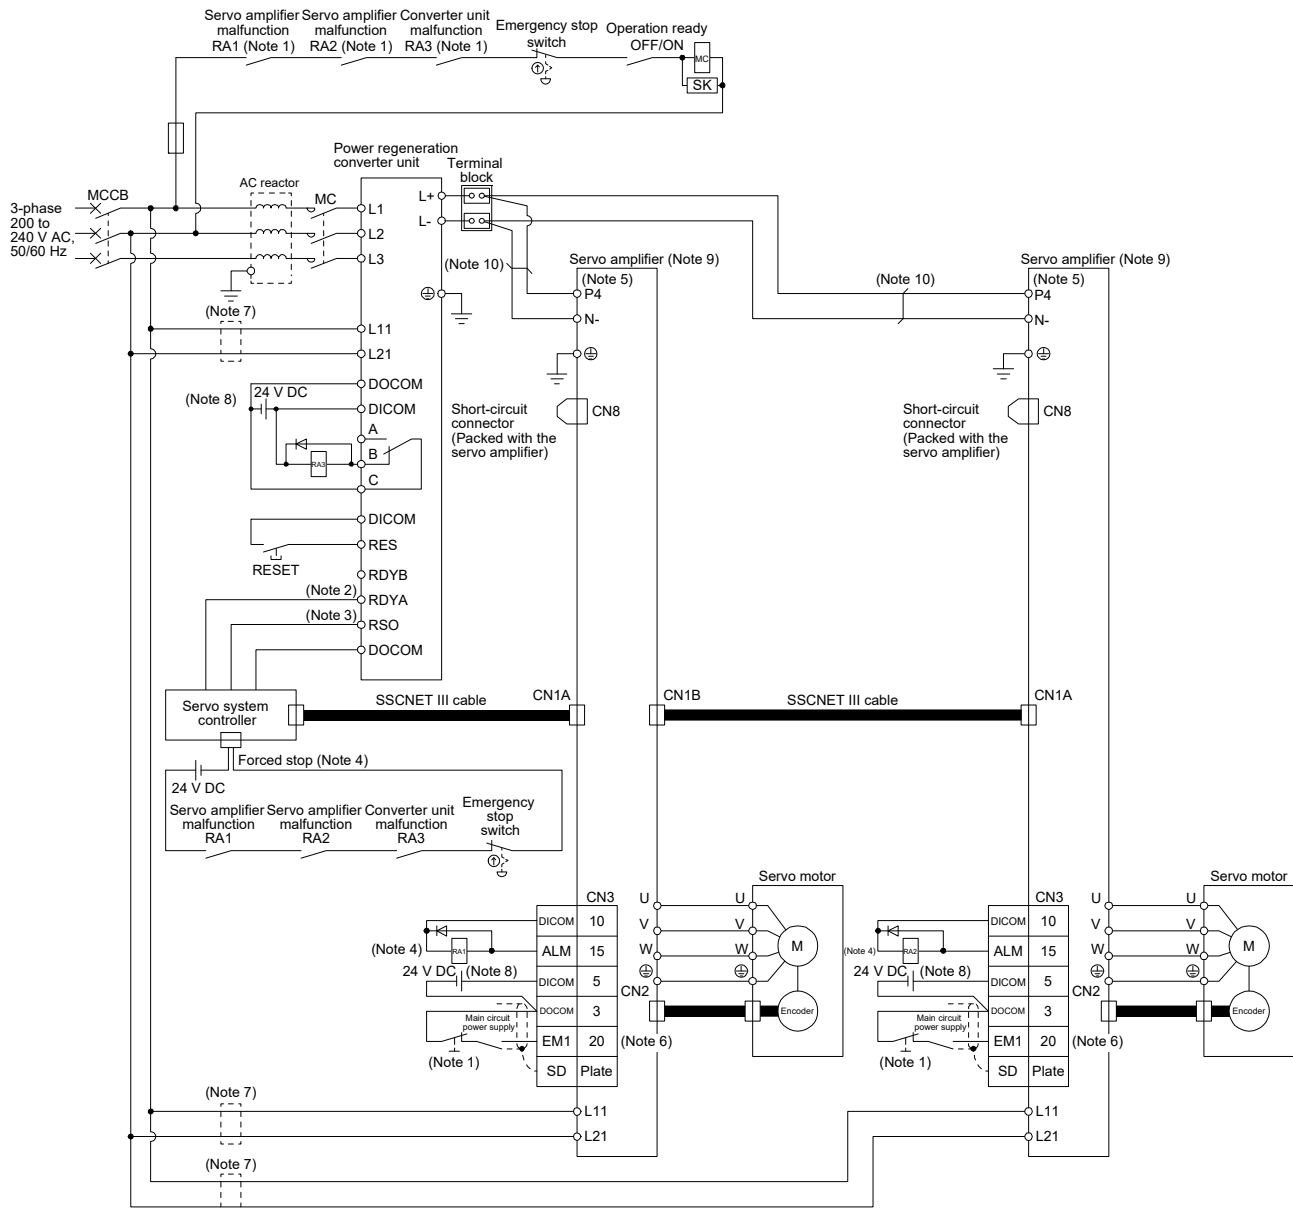 Servo amplifier
malfunction
RA1 (Note 1)
Servo amplifier
malfunction
RA2 (Note 1)
Converter unit
malfunction
RA3 (Note 1)
Emergency stop
switch
Operation ready
OFF/ON
MC
SK
Power regeneration
converter unit
Terminal
block
AC reactor
MCCB
MC
3-phase
200 to
240 V AC,
50/60 Hz
L1
L2
L3
L+
L-
(Note 10)
Servo amplifier (Note 9)
(Note 5)
P4
N-
(Note 10)
Servo amplifier (Note 9)
(Note 5)
P4
N-
(Note 7)
L11
L21
DOCOM
(Note 8)
24 V DC
DICOM
A
B
RA3
C
Short-circuit
connector
(Packed with the
servo amplifier)
CN8
Short-circuit
connector
(Packed with the
servo amplifier)
CN8
DICOM
RES
RESET
RDYB
(Note 2)
RDYA
(Note 3)
RSO
DOCOM
Servo system
controller
SSCNET III cable
CN1A
CN1B
SSCNET III cable
CN1A
Forced stop (Note 4)
24 V DC
Servo amplifier
malfunction
RA1
Servo amplifier
malfunction
RA2
Converter unit
malfunction
RA3
Emergency
stop
switch
CN3
DICOM 10
(Note 4)
RA1
ALM 15
24 V DC (Note 8)
DICOM 5
DOCOM 3
Main circuit
power supply
EM1 20
(Note 1)
SD Plate
(Note 6)
U
V
W
CN2
Servo motor
U
V
W
M
Encoder
CN3
DICOM 10
(Note 4)
RA2
ALM 15
24 V DC (Note 8)
DICOM 5
DOCOM 3
Main circuit
power supply
EM1 20
(Note 1)
SD Plate
(Note 6)
U
V
W
CN2
Servo motor
U
V
W
M
Encoder
(Note 7)
L11
L21
L11
L21
(Note 7)